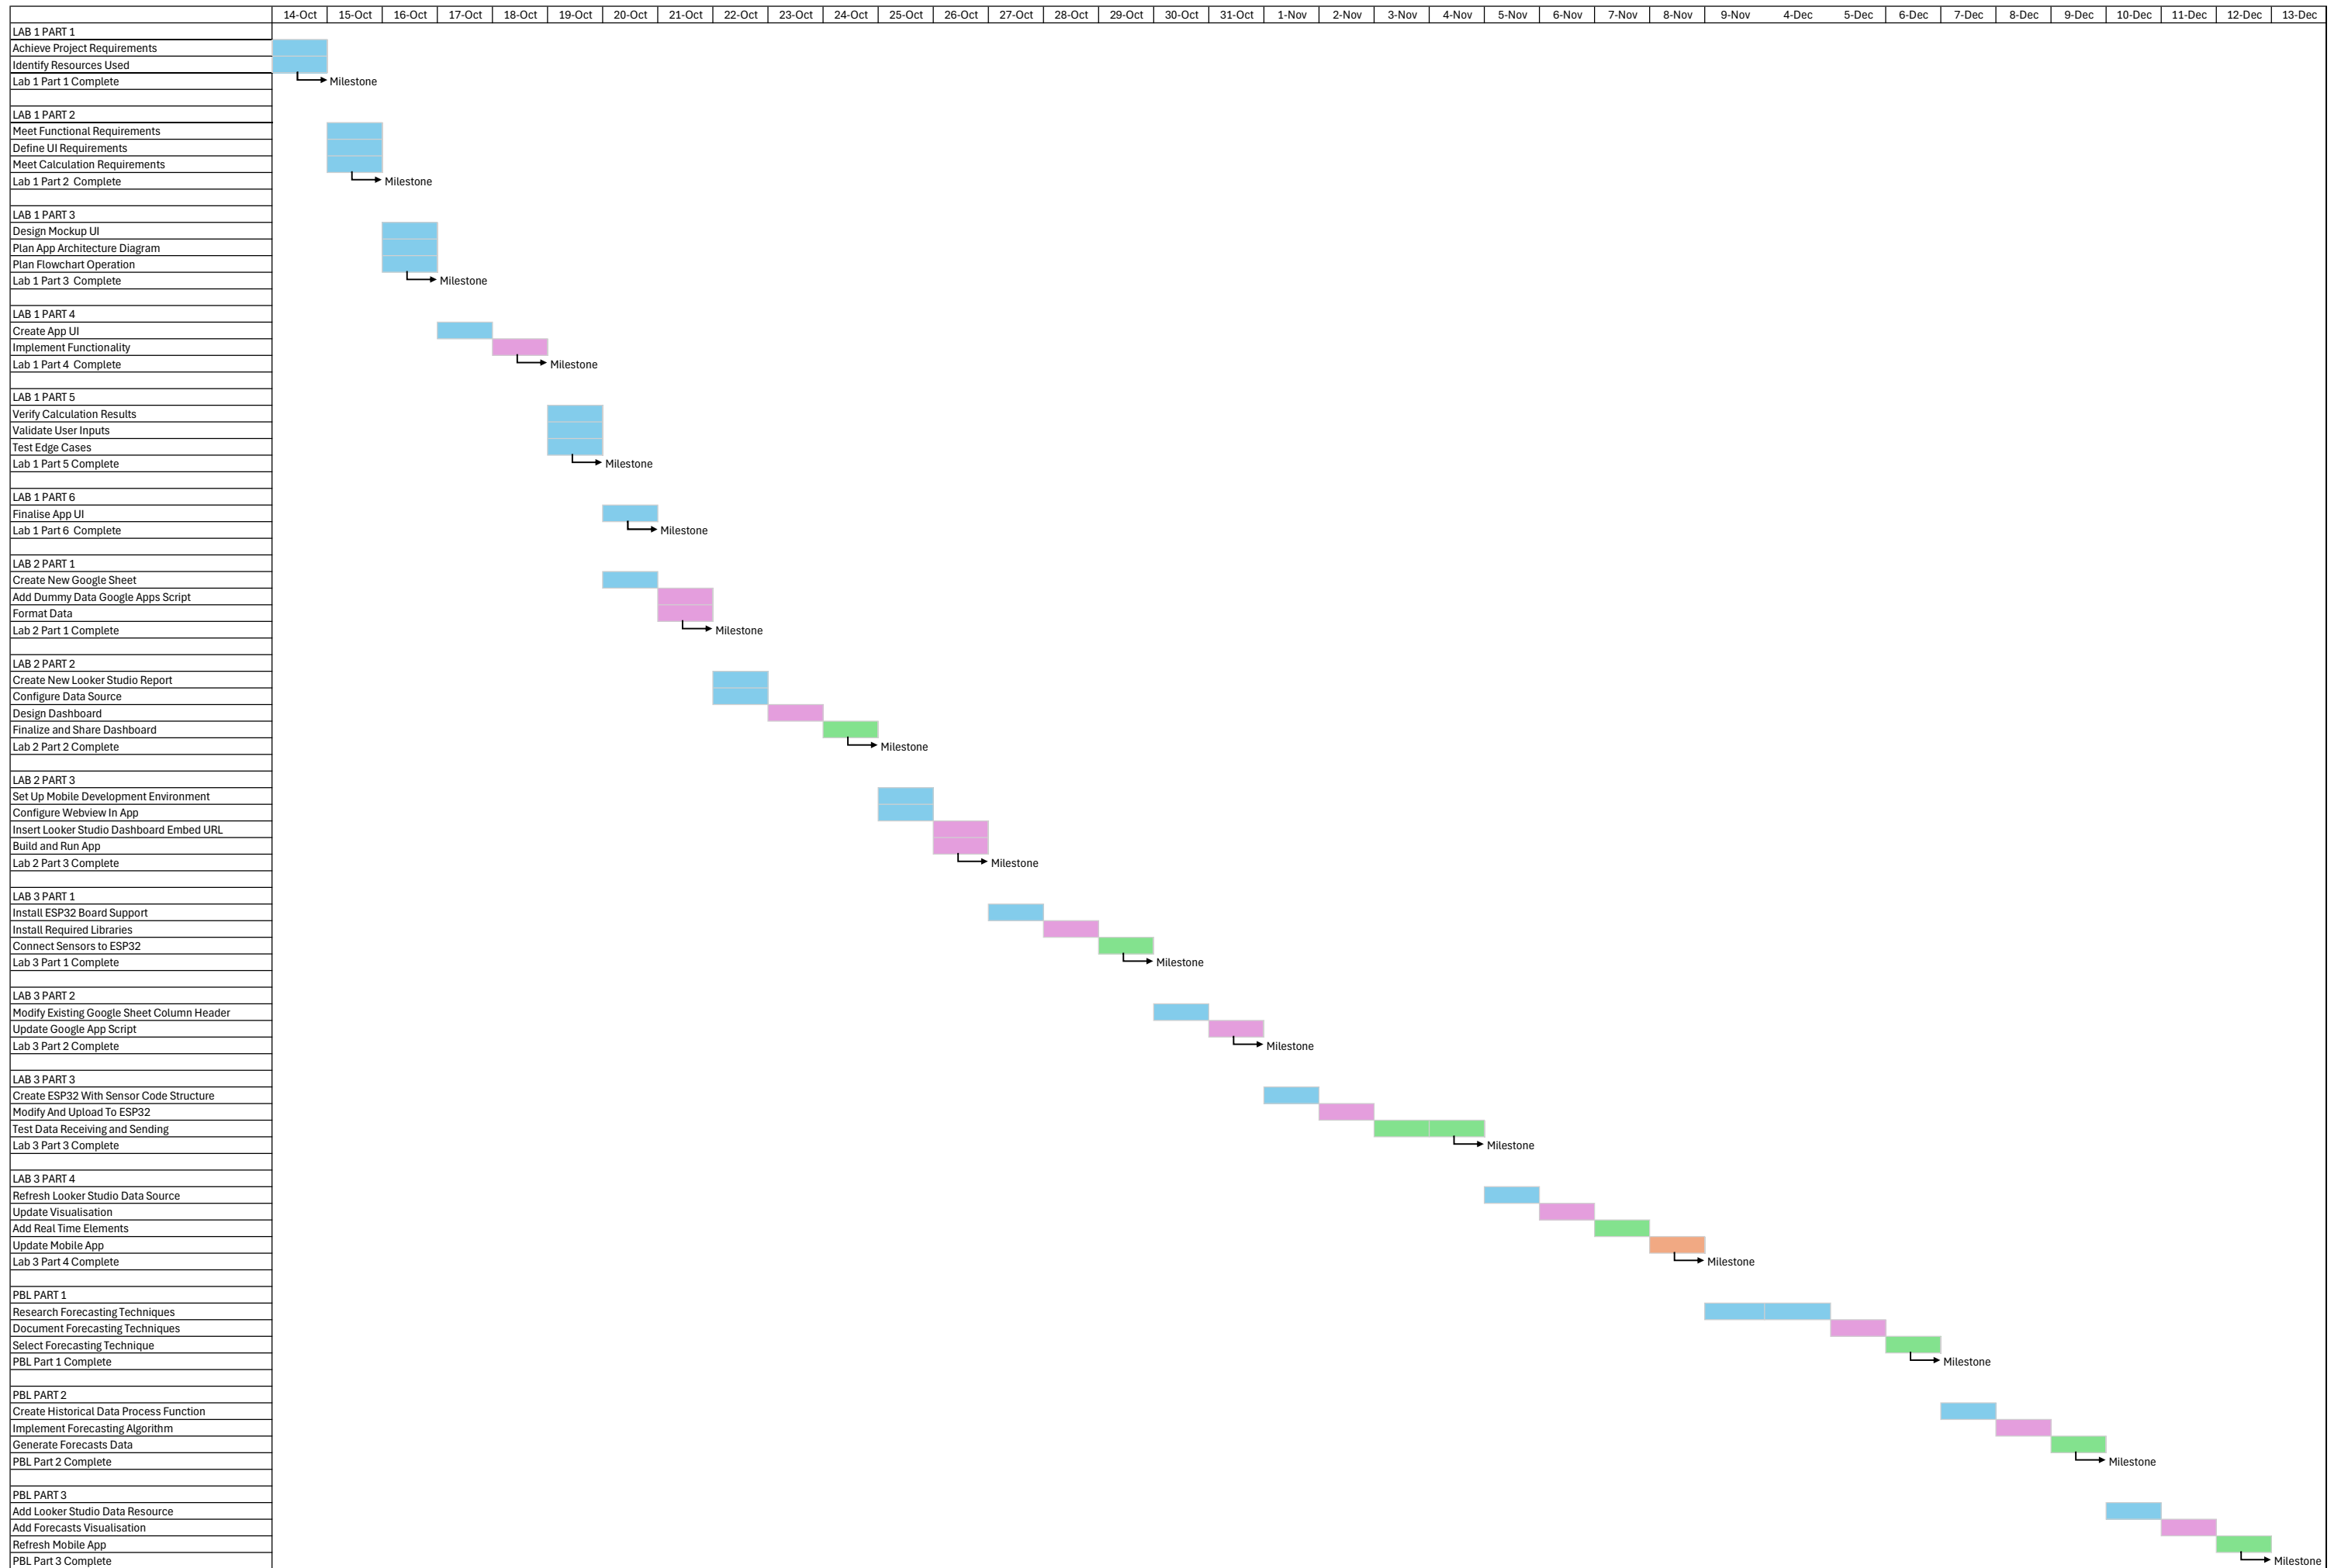 14-Oct 15-Oct 16-Oct 17-Oct 18-Oct 19-Oct 20-Oct 21-Oct 22-Oct 23-Oct 24-Oct 25-Oct 26-Oct 27-Oct 28-Oct 29-Oct 30-Oct 31-Oct 1-Nov 2-Nov 3-Nov 4-Nov 5-Nov 6-Nov 7-Nov 8-Nov 9-Nov 4-Dec 5-Dec 6-Dec 7-Dec 8-Dec 9-Dec 10-Dec 11-Dec 12-Dec 13-Dec
LAB 1 PART 1
Achieve Project Requirements
Identify Resources Used
Lab 1 Part 1 Complete Milestone
LAB 1 PART 2
Meet Functional Requirements
Define UI Requirements
Meet Calculation Requirements
Lab 1 Part 2 Complete Milestone
LAB 1 PART 3
Design Mockup UI
Plan App Architecture Diagram
Plan Flowchart Operation
Lab 1 Part 3 Complete Milestone
LAB 1 PART 4
Create App UI
Implement Functionality
Lab 1 Part 4 Complete Milestone
LAB 1 PART 5
Verify Calculation Results
Validate User Inputs
Test Edge Cases
Lab 1 Part 5 Complete Milestone
LAB 1 PART 6
Finalise App UI
Lab 1 Part 6 Complete Milestone
LAB 2 PART 1
Create New Google Sheet
Add Dummy Data Google Apps Script
Format Data
Lab 2 Part 1 Complete Milestone
LAB 2 PART 2
Create New Looker Studio Report
Configure Data Source
Design Dashboard
Finalize and Share Dashboard
Lab 2 Part 2 Complete Milestone
LAB 2 PART 3
Set Up Mobile Development Environment
Configure Webview In App
Insert Looker Studio Dashboard Embed URL
Build and Run App
Lab 2 Part 3 Complete Milestone
LAB 3 PART 1
Install ESP32 Board Support
Install Required Libraries
Connect Sensors to ESP32
Lab 3 Part 1 Complete Milestone
LAB 3 PART 2
Modify Existing Google Sheet Column Header
Update Google App Script
Lab 3 Part 2 Complete Milestone
LAB 3 PART 3
Create ESP32 With Sensor Code Structure
Modify And Upload To ESP32
Test Data Receiving and Sending
Lab 3 Part 3 Complete Milestone
LAB 3 PART 4
Refresh Looker Studio Data Source
Update Visualisation
Add Real Time Elements
Update Mobile App
Lab 3 Part 4 Complete Milestone
PBL PART 1
Research Forecasting Techniques
Document Forecasting Techniques
Select Forecasting Technique
PBL Part 1 Complete Milestone
PBL PART 2
Create Historical Data Process Function
Implement Forecasting Algorithm
Generate Forecasts Data
PBL Part 2 Complete Milestone
PBL PART 3
Add Looker Studio Data Resource
Add Forecasts Visualisation
Refresh Mobile App
PBL Part 3 Complete Milestone